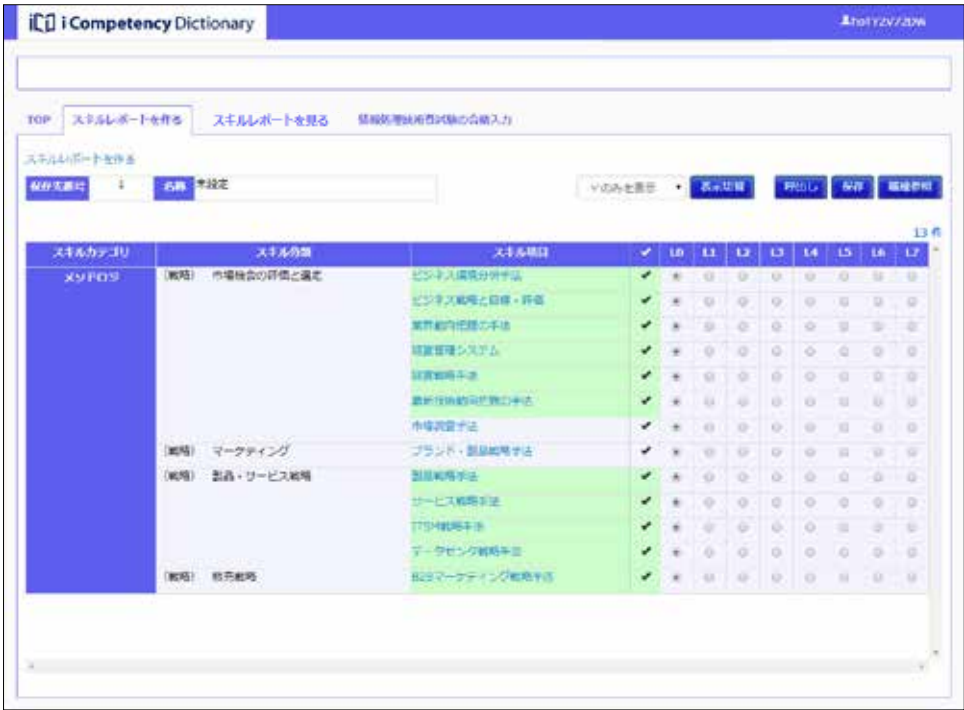 iCD i Competency Dictionary
TOP スキルレポートを作る スキルレポートを見る 情報処理技術者試験の合格入力
スキルレポートを作る
保存先番号 1 名称 未設定 ✓のみを表示 表示切替 呼出し 保存 職種参照
13 件
スキルカテゴリ スキル分類 スキル項目 ✔ L0 L1 L2 L3 L4 L5 L6 L7
メソドロジ (戦略) 市場機会の評価と選定 ビジネス環境分析手法 ✔
ビジネス戦略と目標・評価 ✔
業界動向把握の手法 ✔
経営管理システム ✔
経営戦略手法 ✔
最新技術動向把握の手法 ✔
市場調査手法 ✔
(戦略) マーケティング ブランド・製品戦略手法 ✔
(戦略) 製品・サービス戦略 製品戦略手法 ✔
サービス戦略手法 ✔
ITSM戦略手法 ✔
データセンタ戦略手法 ✔
(戦略) 販売戦略 B2Bマーケティング戦略手法 ✔